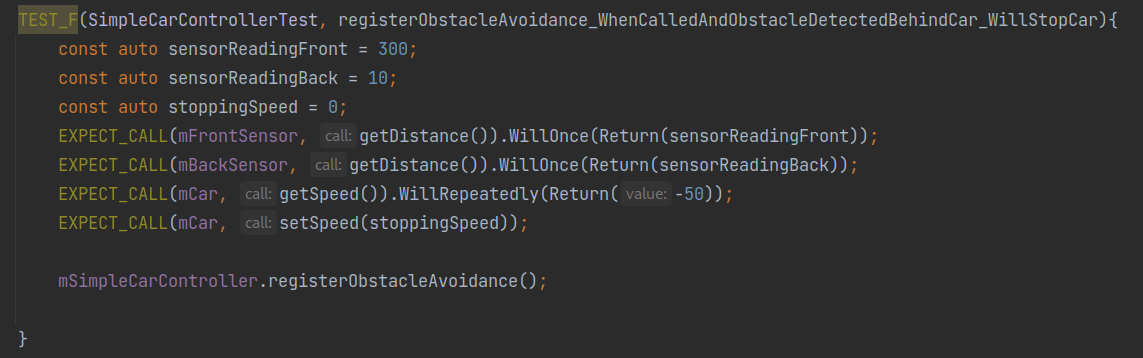 TEST_F(SimpleCarControllerTest, registerObstacleAvoidance_WhenCalledAndObstacleDetectedBehindCar_WillStopCar){
    const auto sensorReadingFront = 300;
    const auto sensorReadingBack = 10;
    const auto stoppingSpeed = 0;
    EXPECT_CALL(mFrontSensor, call: getDistance()).WillOnce(Return(sensorReadingFront));
    EXPECT_CALL(mBackSensor, call: getDistance()).WillOnce(Return(sensorReadingBack));
    EXPECT_CALL(mCar, call: getSpeed()).WillRepeatedly(Return( value: -50));
    EXPECT_CALL(mCar, call: setSpeed(stoppingSpeed));
    mSimpleCarController.registerObstacleAvoidance();
}